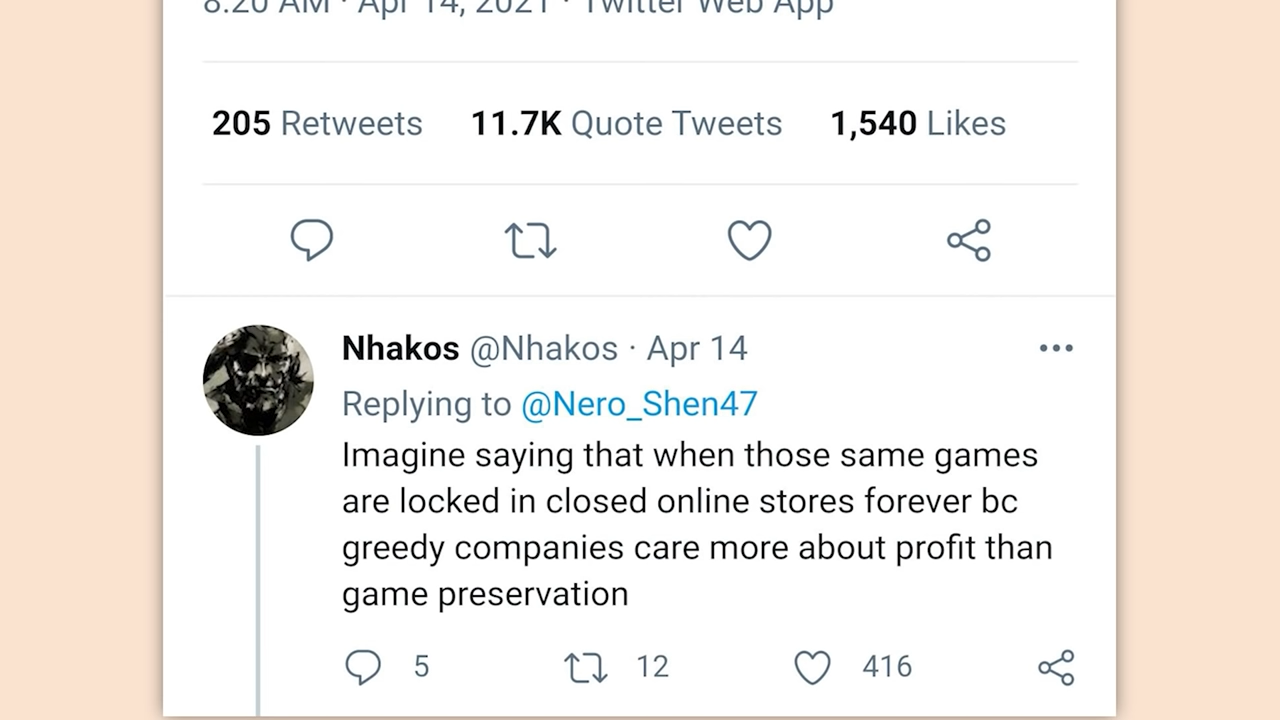 8:20 AM · Apr 14, 2021 · Twitter Web App
205 Retweets 11.7K Quote Tweets 1,540 Likes
Nhakos @Nhakos · Apr 14
Replying to @Nero_Shen47
Imagine saying that when those same games
are locked in closed online stores forever bc
greedy companies care more about profit than
game preservation
5 12 416